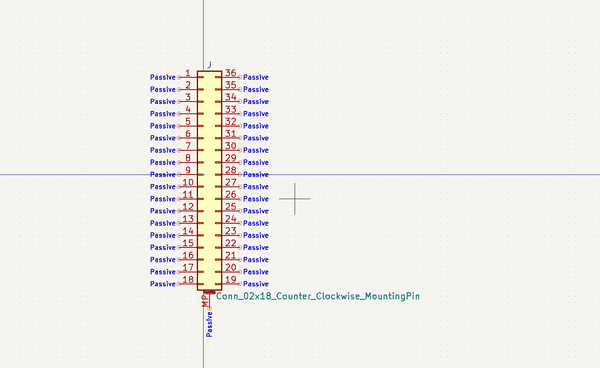 J
Passive 1 36 Passive
Passive 2 35 Passive
Passive 3 34 Passive
Passive 4 33 Passive
Passive 5 32 Passive
Passive 6 31 Passive
Passive 7 30 Passive
Passive 8 29 Passive
Passive 9 28 Passive
Passive 10 27 Passive
Passive 11 26 Passive
Passive 12 25 Passive
Passive 13 24 Passive
Passive 14 23 Passive
Passive 15 22 Passive
Passive 16 21 Passive
Passive 17 20 Passive
Passive 18 19 Passive
MP Conn_02x18_Counter_Clockwise_MountingPin
Passive